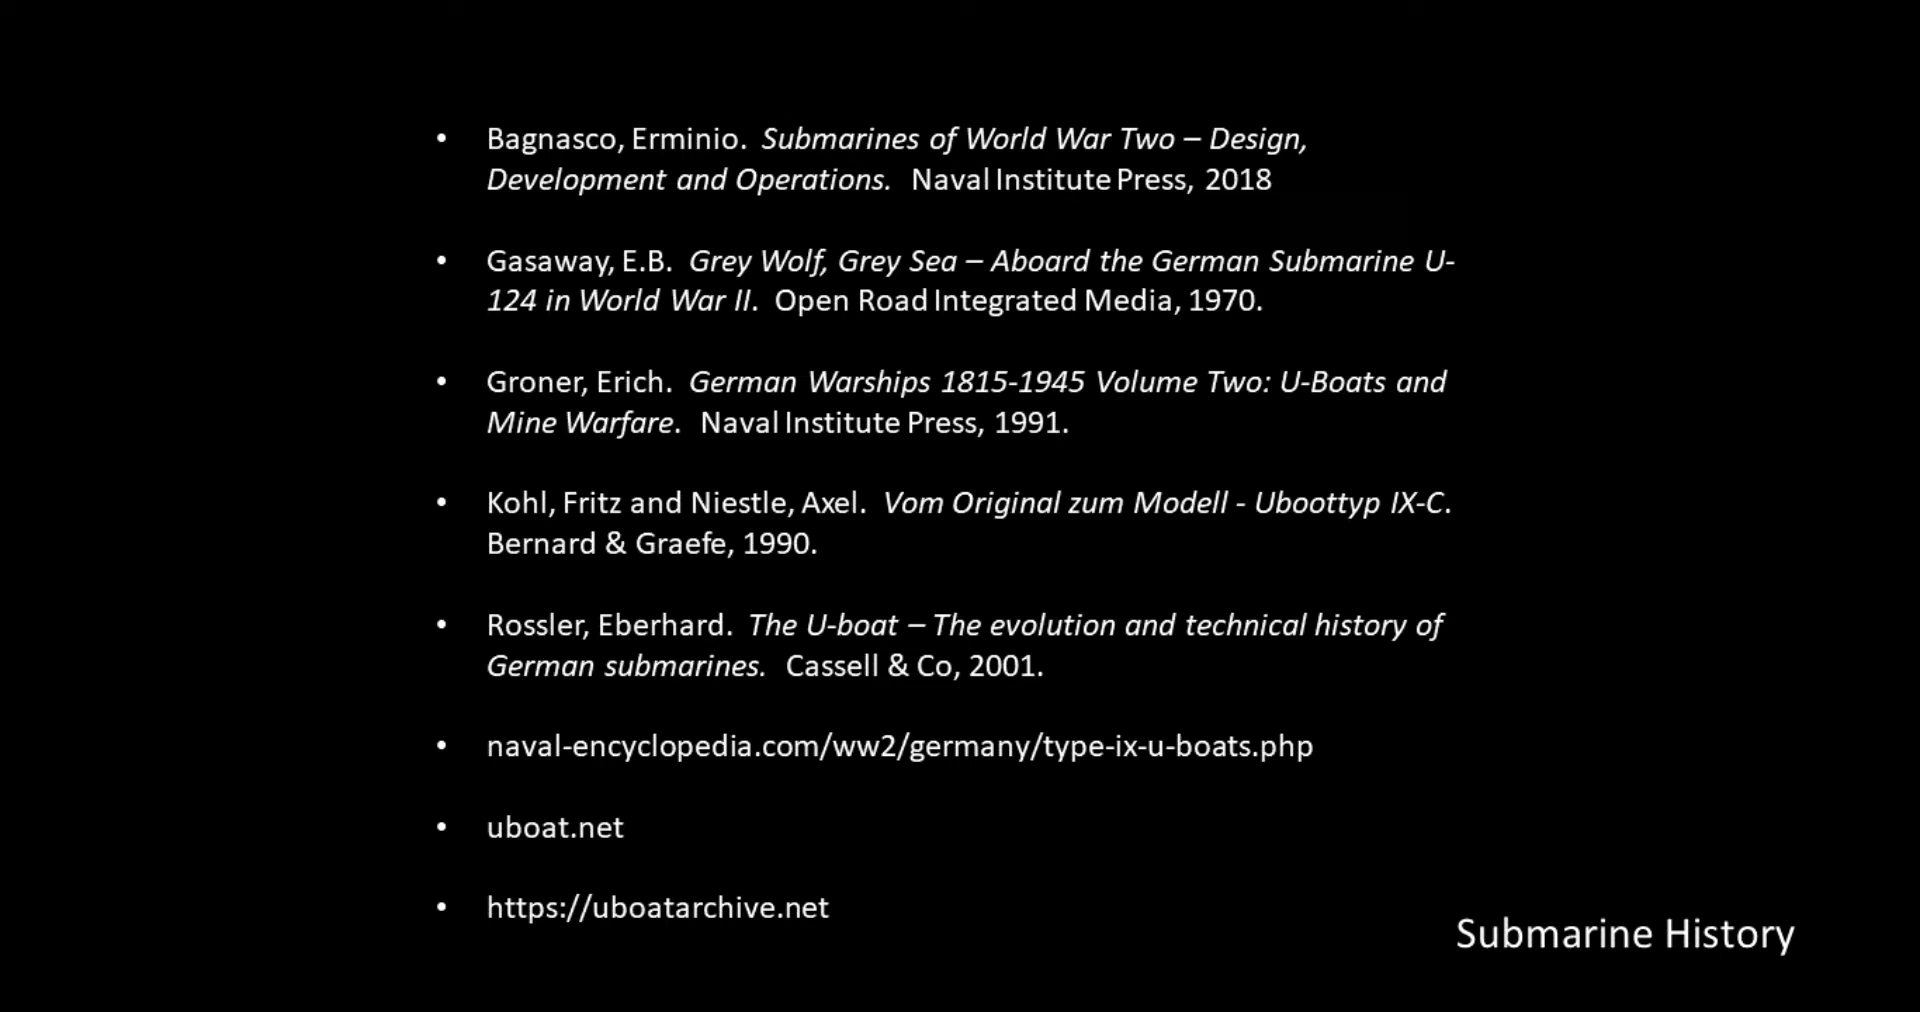 • Bagnasco, Erminio. Submarines of World War Two – Design,
Development and Operations. Naval Institute Press, 2018
• Gasaway, E.B. Grey Wolf, Grey Sea – Aboard the German Submarine U-
124 in World War II. Open Road Integrated Media, 1970.
• Groner, Erich. German Warships 1815-1945 Volume Two: U-Boats and
Mine Warfare. Naval Institute Press, 1991.
• Kohl, Fritz and Niestle, Axel. Vom Original zum Modell - Uboottyp IX-C.
Bernard & Graefe, 1990.
• Rossler, Eberhard. The U-boat – The evolution and technical history of
German submarines. Cassell & Co, 2001.
• naval-encyclopedia.com/ww2/germany/type-ix-u-boats.php
• uboat.net
• https://uboatarchive.net
Submarine History